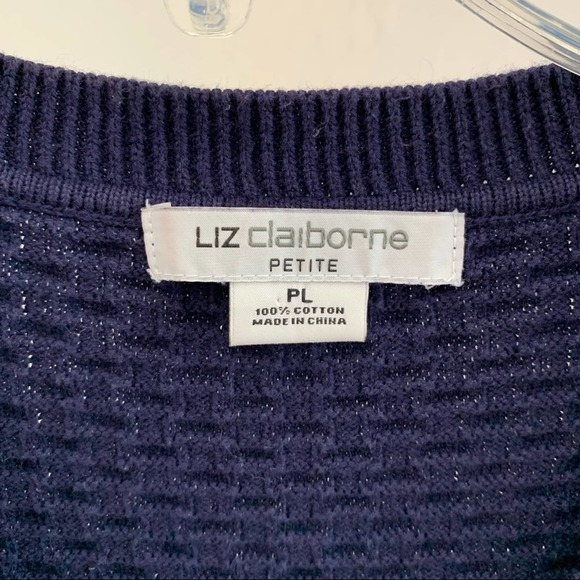 LIZ claiborne
PETITE
PL
100% COTTON
MADE IN CHINA